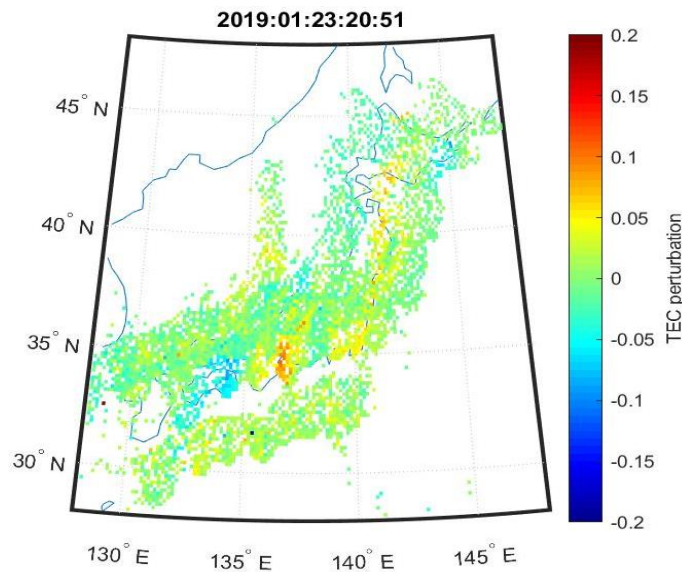 2019:01:23:20:51
45° N
40° N
35° N
30° N
130° E
135° E
140° E
145° E
0.2
0.15
0.1
0.05
0
-0.05
-0.1
-0.15
-0.2
TEC perturbation